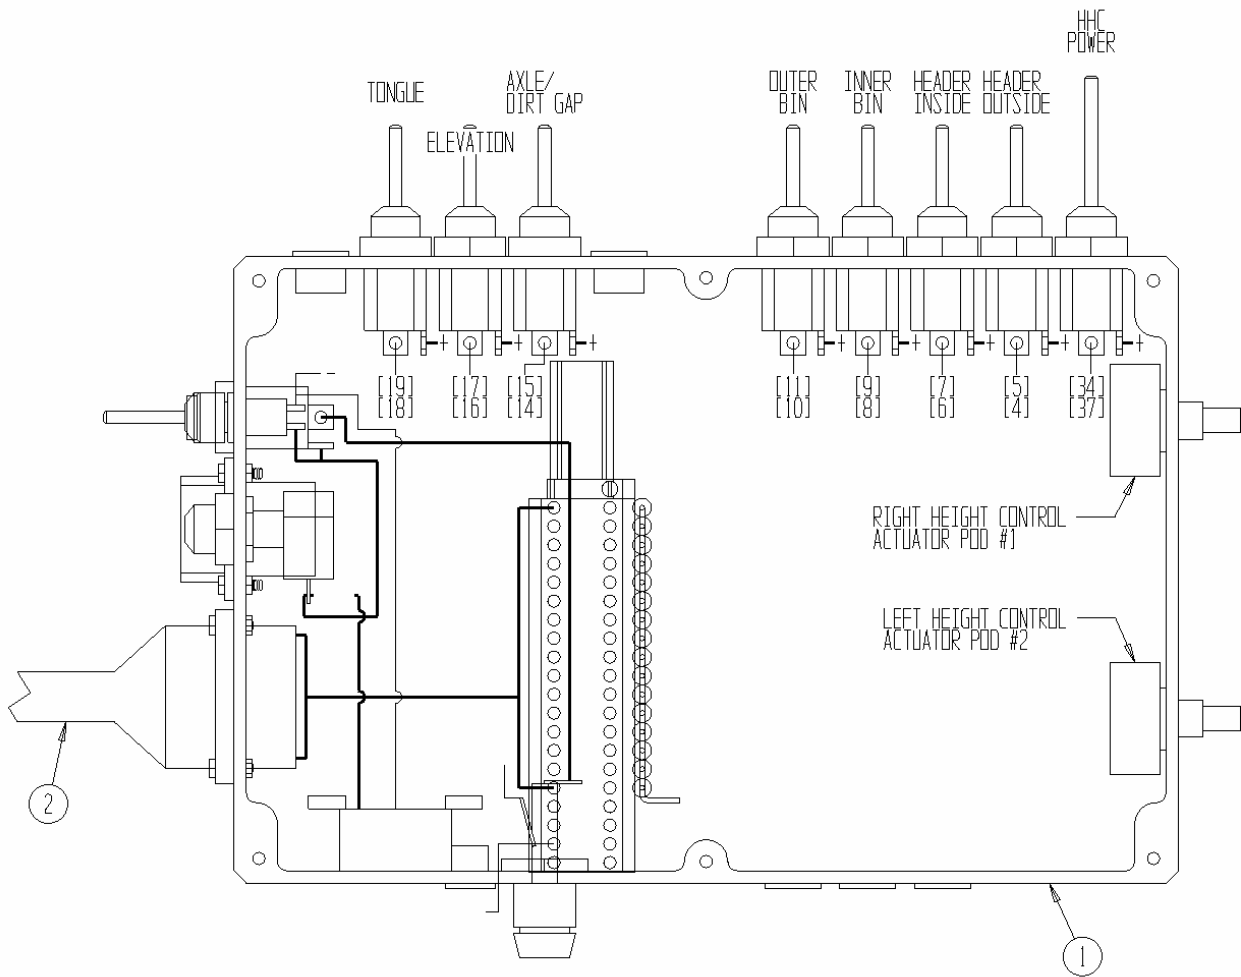 HHC
POWER
TONGUE
ELEVATION
AXLE/
DIRT GAP
OUTER
BIN
INNER
BIN
HEADER
INSIDE
HEADER
OUTSIDE
[19]
[18]
[17]
[16]
[15]
[14]
[11]
[10]
[9]
[8]
[7]
[6]
[5]
[4]
[34]
[37]
RIGHT HEIGHT CONTROL
ACTUATOR POD #1
LEFT HEIGHT CONTROL
ACTUATOR POD #2
2
1